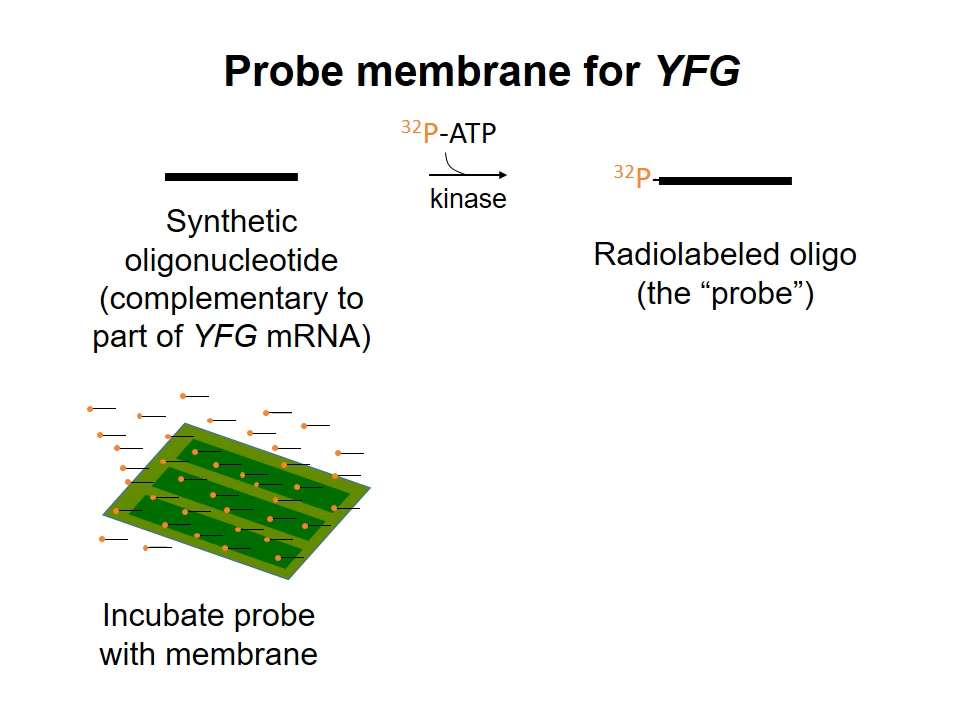 Probe membrane for YFG
³²P-ATP
kinase
³²P-
Synthetic
oligonucleotide
(complementary to
part of YFG mRNA)
Radiolabeled oligo
(the “probe”)
Incubate probe
with membrane